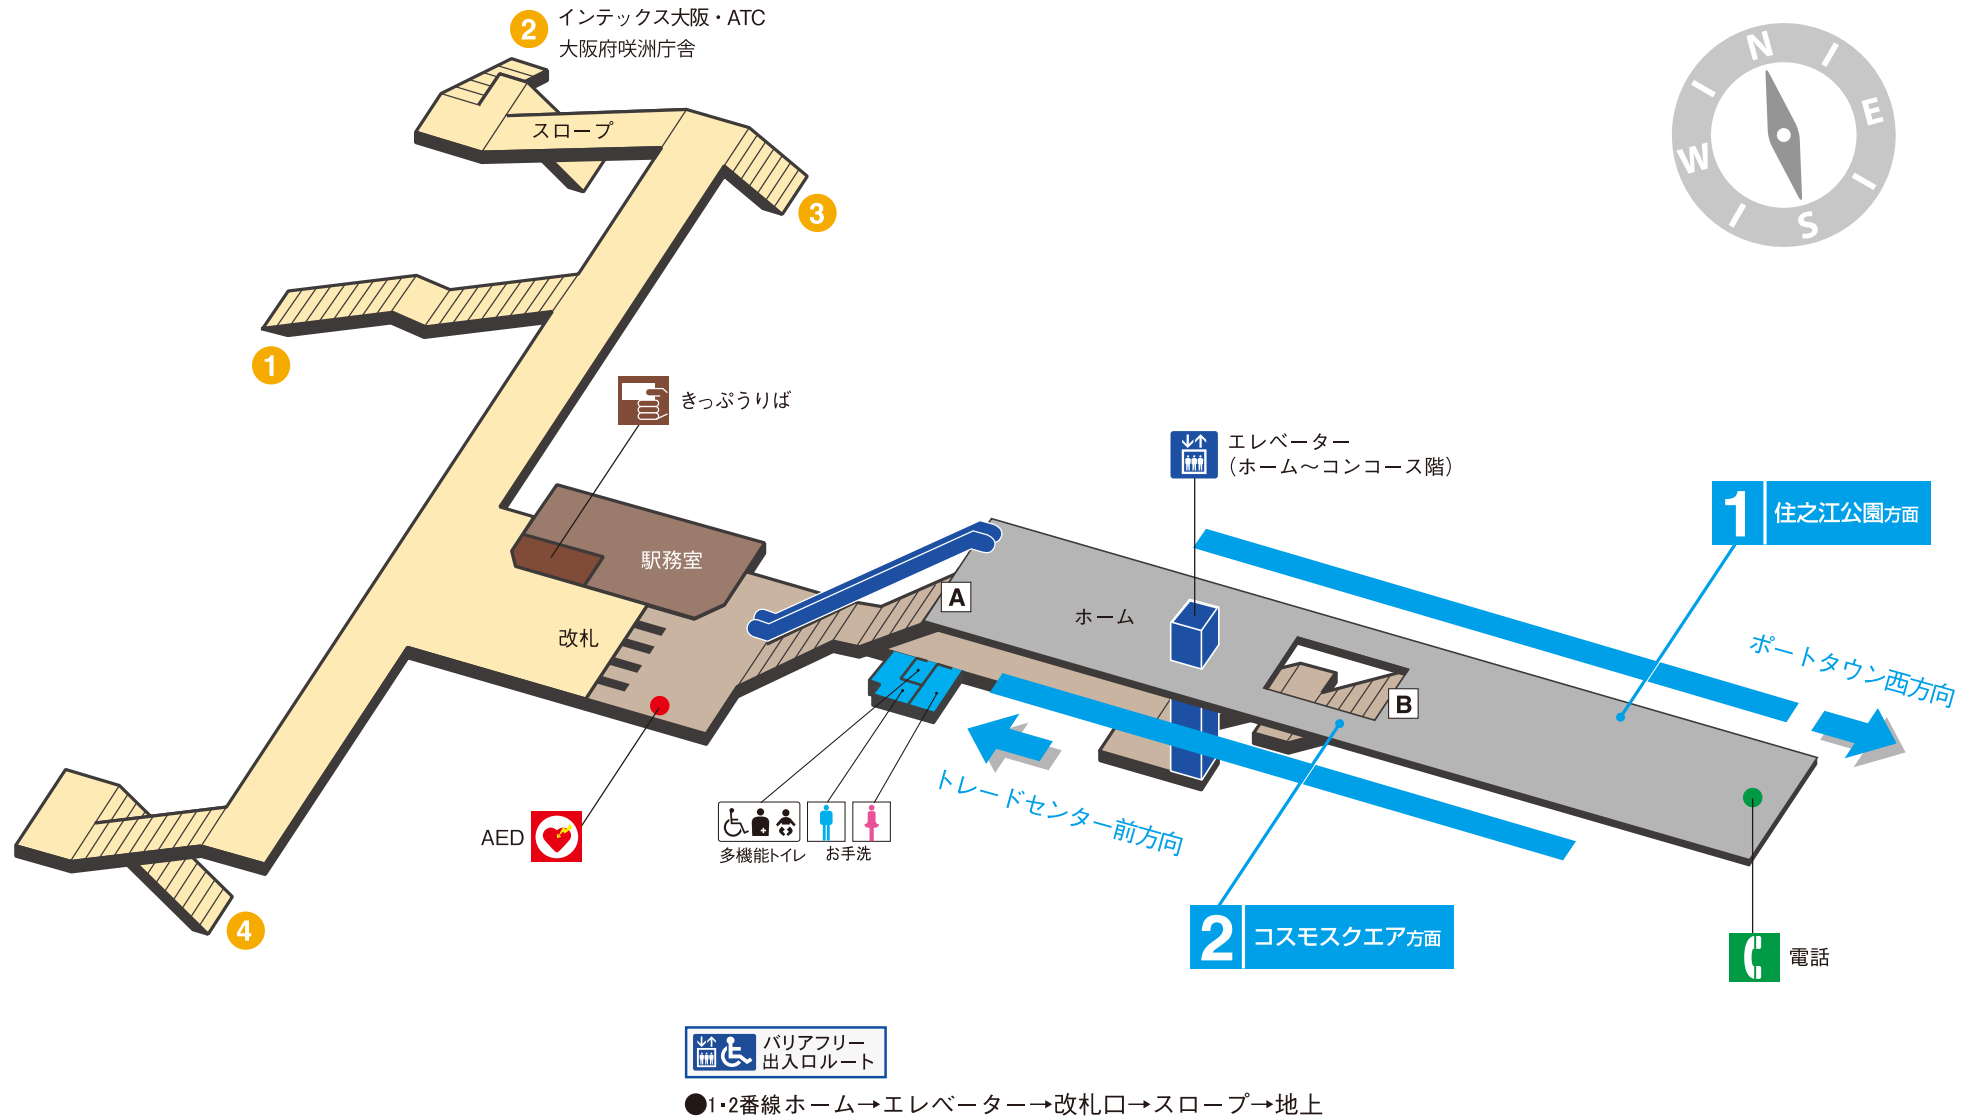 2
インテックス大阪・ATC
大阪府咲洲庁舎
N
E
S
W
スロープ
3
1
きっぷうりば
エレベーター
（ホーム～コンコース階）
1 住之江公園方面
駅務室
A
ホーム
改札
ポートタウン西方向
B
トレードセンター前方向
AED
多機能トイレ
お手洗
4
2 コスモスクエア方面
電話
バリアフリー
出入口ルート
●1・2番線ホーム→エレベーター→改札口→スロープ→地上